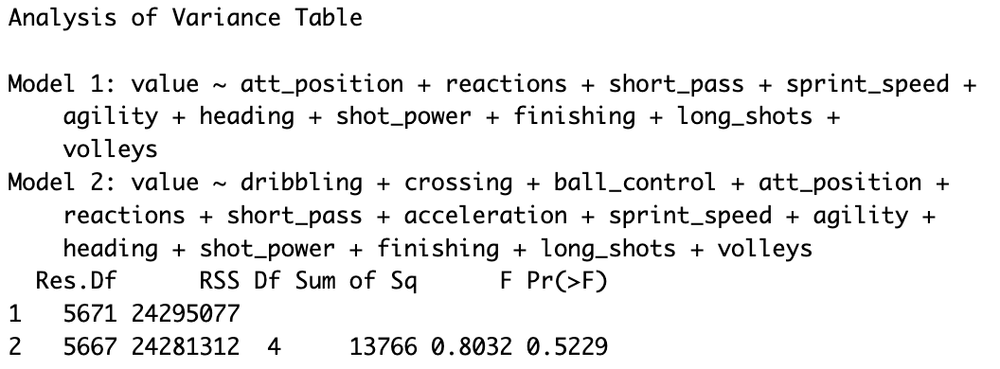 Analysis of Variance Table

Model 1: value ~ att_position + reactions + short_pass + sprint_speed +
    agility + heading + shot_power + finishing + long_shots +
    volleys
Model 2: value ~ dribbling + crossing + ball_control + att_position +
    reactions + short_pass + acceleration + sprint_speed + agility +
    heading + shot_power + finishing + long_shots + volleys
  Res.Df      RSS Df Sum of Sq      F Pr(>F)
1   5671 24295077
2   5667 24281312  4     13766 0.8032 0.5229